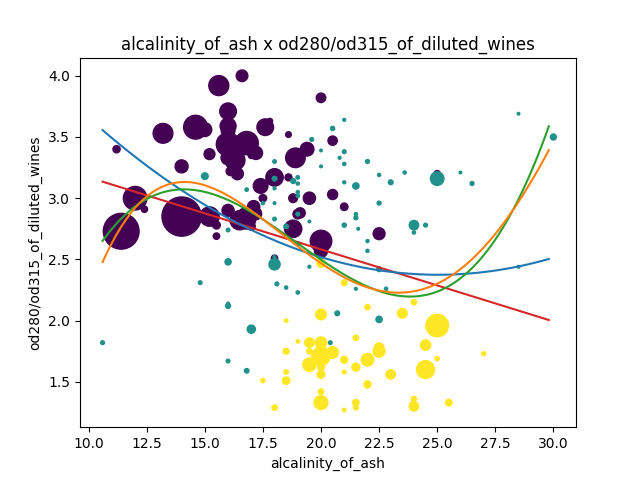 alcalinity_of_ash x od280/od315_of_diluted_wines
od280/od315_of_diluted_wines
4.0
3.5
3.0
2.5
2.0
1.5
10.0 12.5 15.0 17.5 20.0 22.5 25.0 27.5 30.0
alcalinity_of_ash